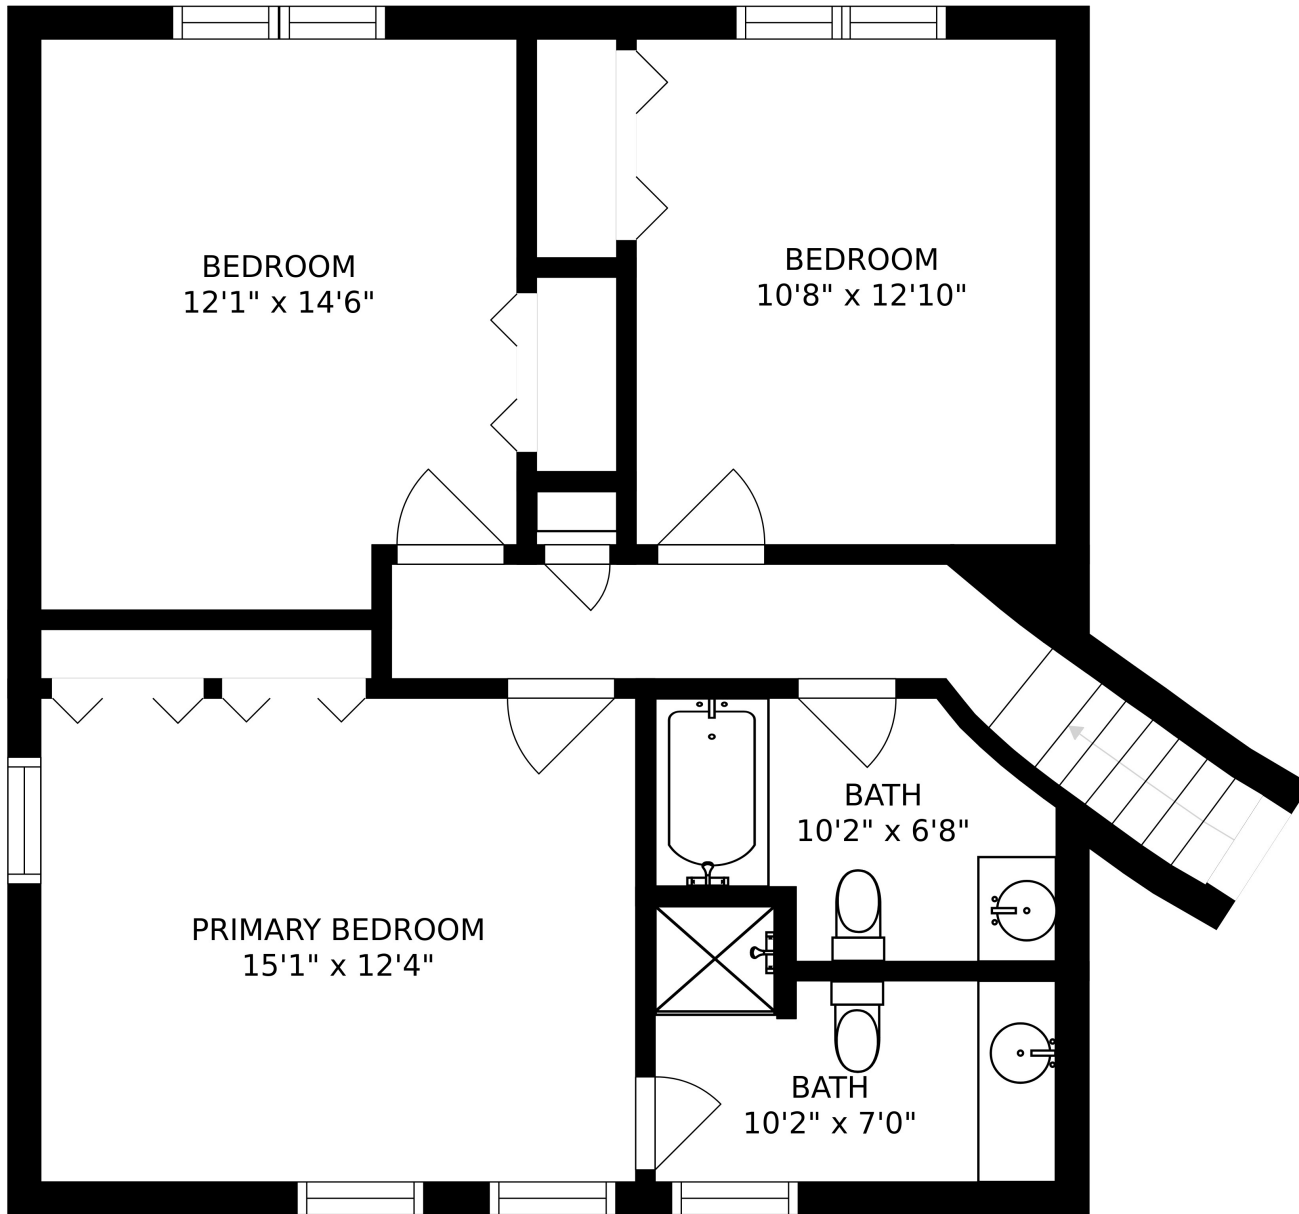 BEDROOM
12'1" x 14'6"
BEDROOM
10'8" x 12'10"
BATH
10'2" x 6'8"
PRIMARY BEDROOM
15'1" x 12'4"
BATH
10'2" x 7'0"